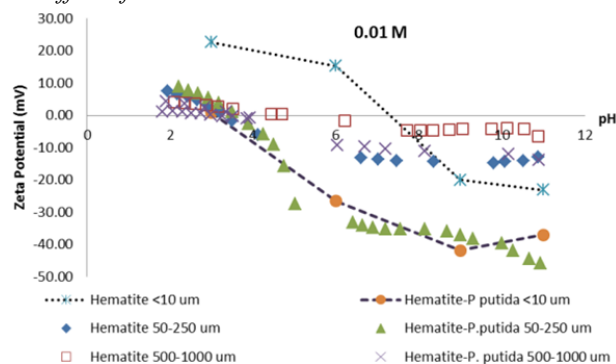 0.01 M
30.00
20.00
10.00
0.00
-10.00
-20.00
-30.00
-40.00
-50.00
Zeta Potential (mV)
0 2 4 6 8 10 12
pH
Hematite <10 um
Hematite-P putida <10 um
Hematite 50-250 um
Hematite-P.putida 50-250 um
Hematite 500-1000 um
Hematite-P. putida 500-1000 um